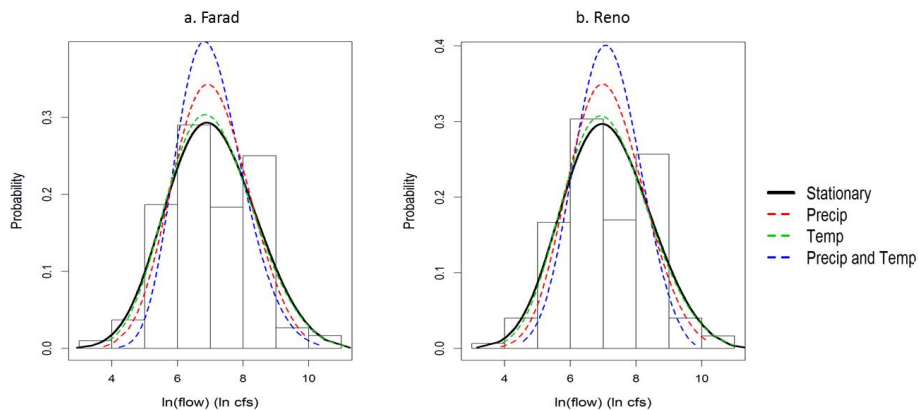 a. Farad
b. Reno
Probability
0.0
0.1
0.2
0.3
4
6
8
10
ln(flow) (ln cfs)
Probability
0.0
0.1
0.2
0.3
0.4
4
6
8
10
ln(flow) (ln cfs)
Stationary
Precip
Temp
Precip and Temp